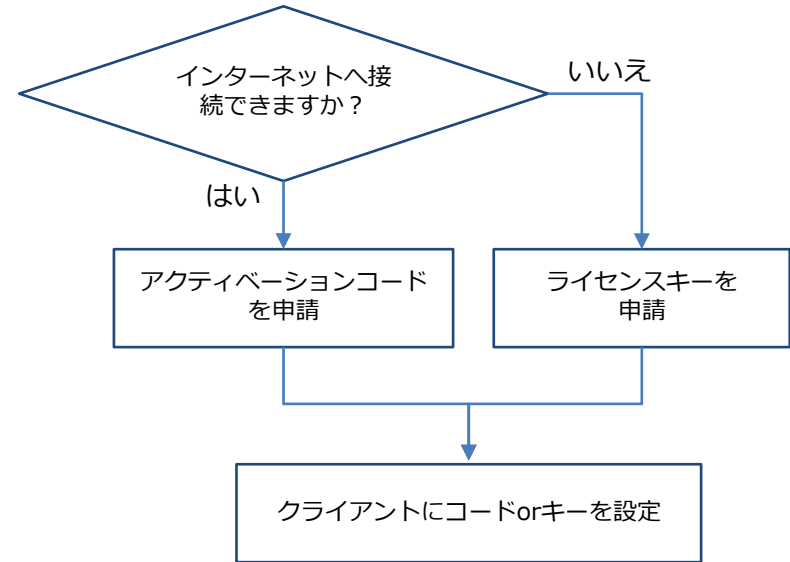 インターネットへ接
続できますか？
いいえ
はい
アクティベーションコード
を申請
ライセンスキーを
申請
クライアントにコードorキーを設定